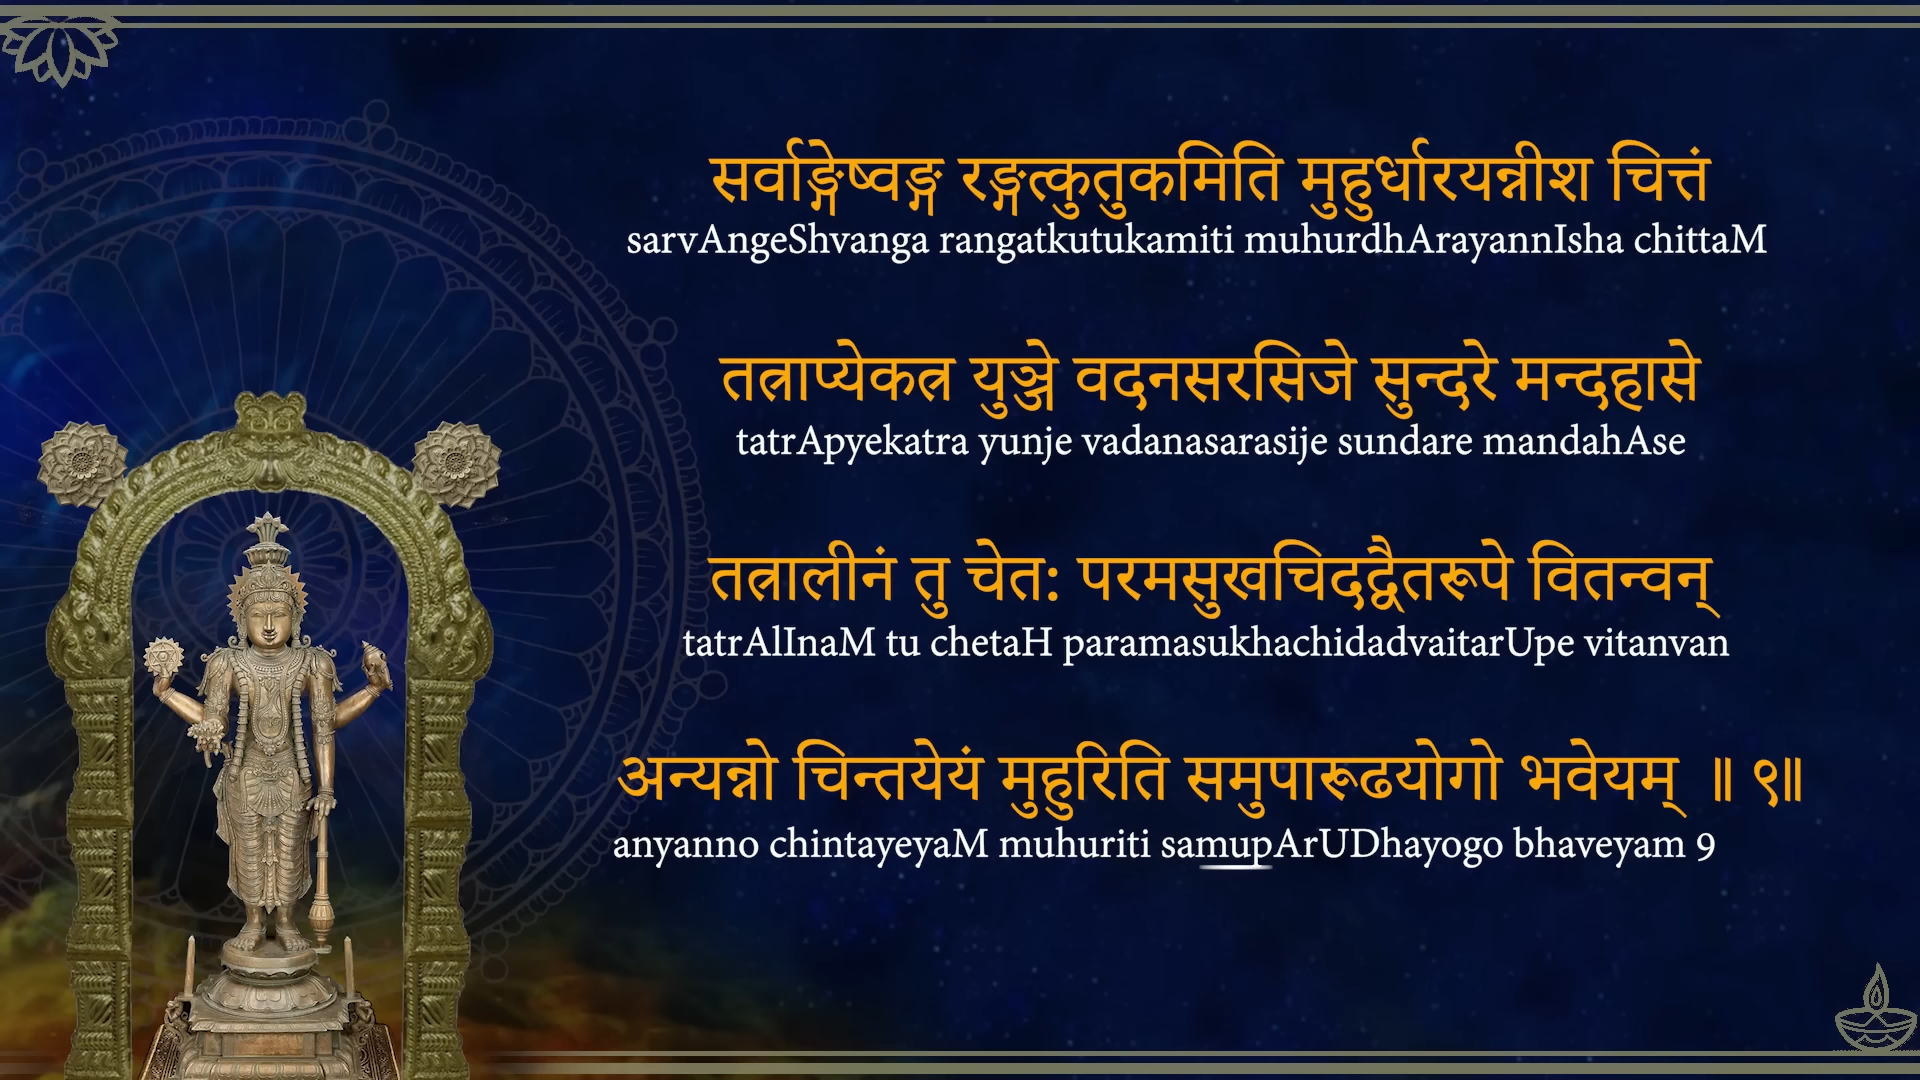 सर्वाङ्गेष्वङ्ग रङ्गत्कुतुकमिति मुहुर्धारयन्नीश चित्तं
sarvAngeShvanga rangatkutukamiti muhurdhArayannIsha chittaM
तत्राप्येकत्र युञ्जे वदनसरसिजे सुन्दरे मन्दहासे
tatrApyekatra yunje vadanasarasije sundare mandahAse
तत्रालीनं तु चेत: परमसुखचिदद्वैतरूपे वितन्वन्
tatrAlInaM tu chetaH paramasukhachidadvaitarUpe vitanvan
अन्यन्नो चिन्तयेयं मुहुरिति समुपारूढयोगो भवेयम् ॥ ९॥
anyanno chintayeyaM muhuriti samupArUDhayogo bhaveyam 9